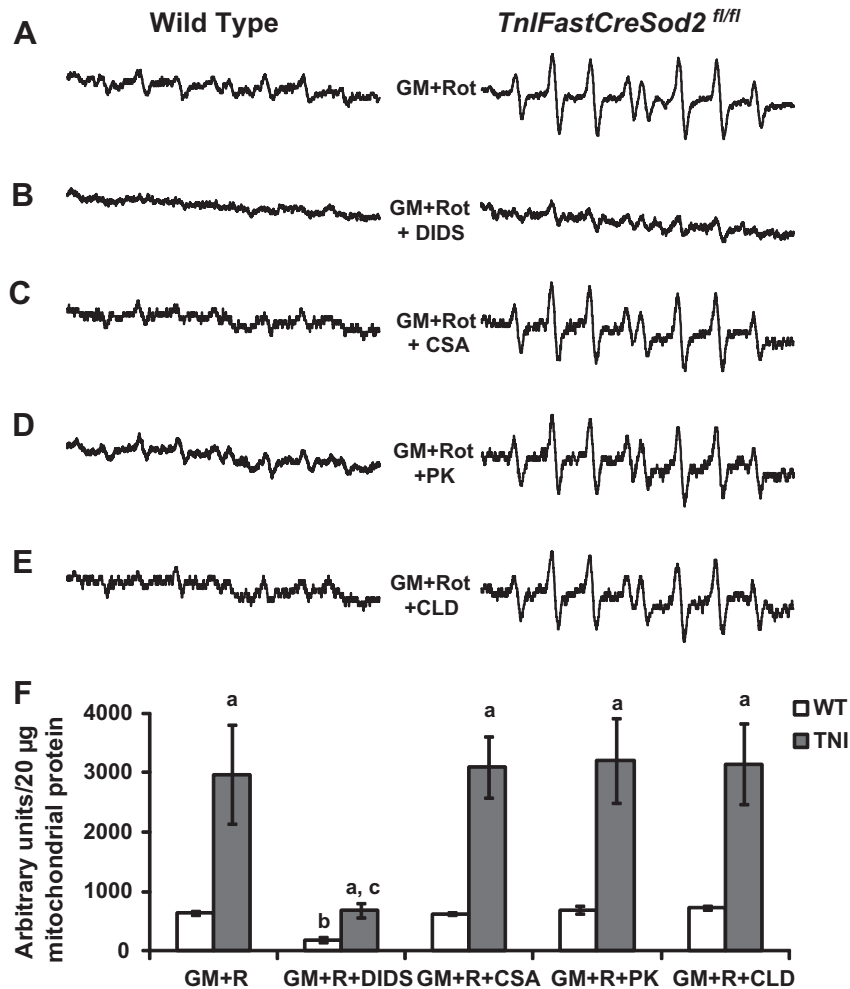 A
Wild Type
TnIFastCreSod2 fl/fl
GM+Rot
B
GM+Rot
+ DIDS
C
GM+Rot
+ CSA
D
GM+Rot
+PK
E
GM+Rot
+CLD
F
Arbitrary units/20 µg
mitochondrial protein
4000
3000
2000
1000
0
a
b
a, c
a
a
a
WT
TNI
GM+R
GM+R+DIDS
GM+R+CSA
GM+R+PK
GM+R+CLD